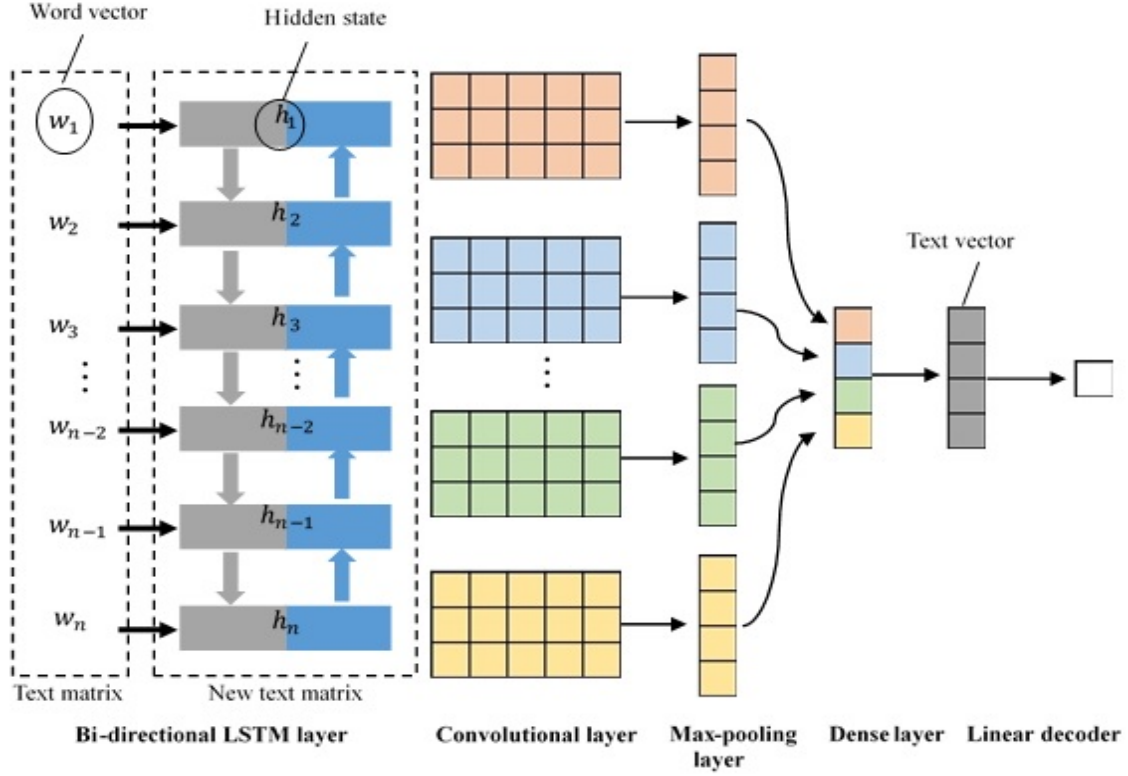 Word vector
Hidden state
w₁
h₁
w₂
h₂
Text vector
w₃
h₃
⋮
⋮
⋮
wₙ₋₂
hₙ₋₂
wₙ₋₁
hₙ₋₁
wₙ
hₙ
Text matrix
New text matrix
Bi-directional LSTM layer
Convolutional layer
Max-pooling
layer
Dense layer
Linear decoder